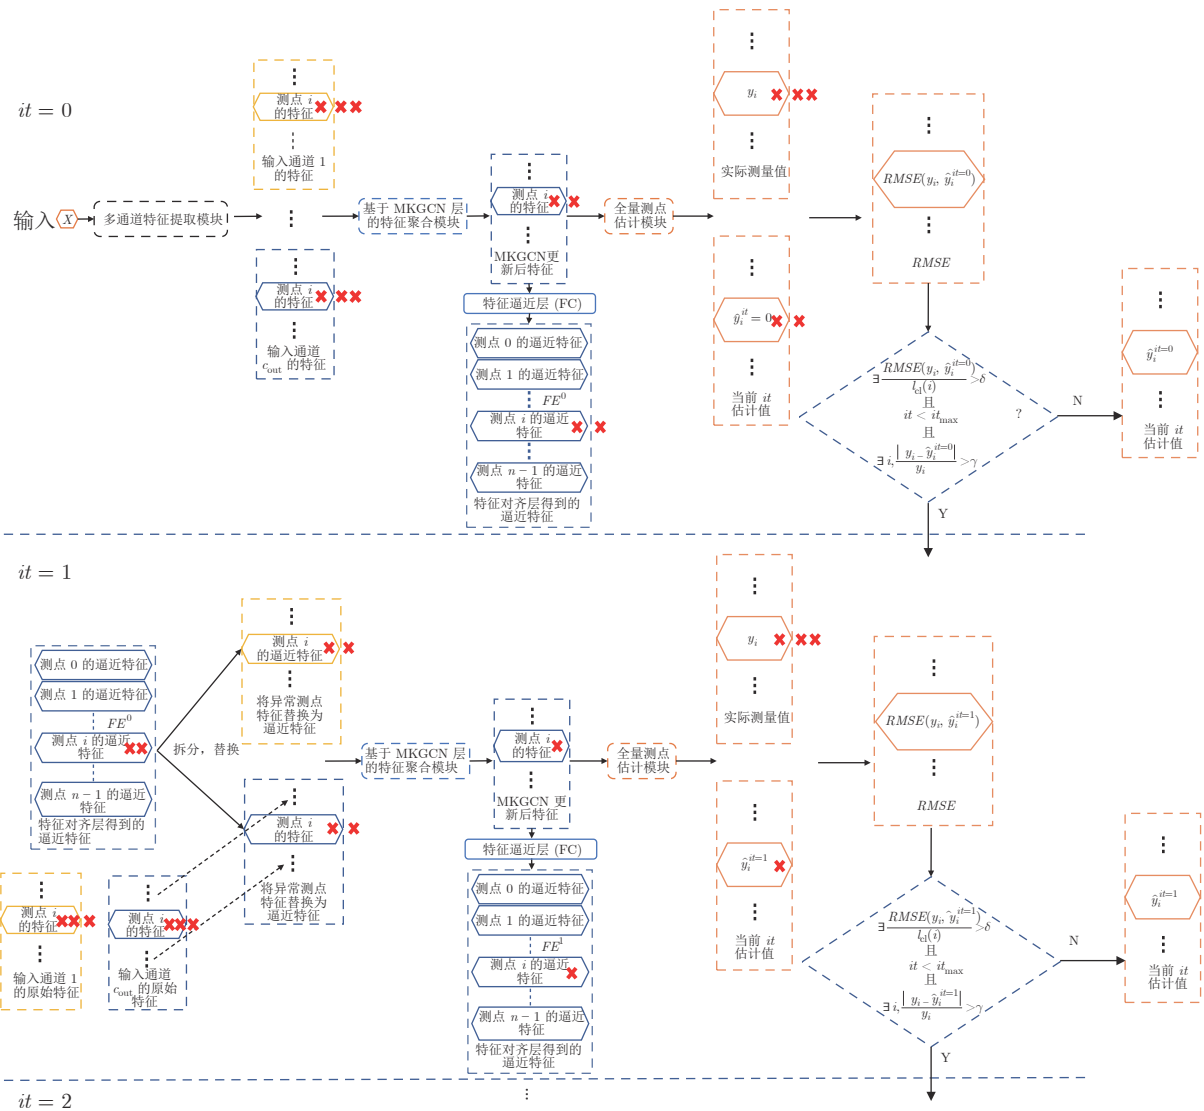 it = 0
输入 X
多通道特征提取模块
⋮
测点 i
的特征
输入通道 1
的特征
⋮
⋮
测点 i
的特征
⋮
输入通道
c_out 的特征
基于 MKGCN 层
的特征聚合模块
⋮
测点 i
的特征
⋮
MKGCN更
新后特征
特征逼近层 (FC)
测点 0 的逼近特征
测点 1 的逼近特征
⋮ FE^0
测点 i 的逼近
特征
⋮
测点 n − 1 的逼近
特征
特征对齐层得到的
逼近特征
全量测点
估计模块
⋮
y_i
⋮
实际测量值
⋮
ŷ_i^{it} = 0
⋮
当前 it
估计值
⋮
RMSE(y_i, ŷ_i^{it=0})
⋮
RMSE
∃ RMSE(y_i, ŷ_i^{it=0}) / l_cl(i) > δ
且
it < it_max ?
且
∃ i, | y_i − ŷ_i^{it=0} | / y_i > γ
N
Y
⋮
ŷ_i^{it=0}
⋮
当前 it
估计值
it = 1
测点 0 的逼近特征
测点 1 的逼近特征
FE^0
测点 i 的逼近
特征
测点 n − 1 的逼近
特征
特征对齐层得到的
逼近特征
拆分，替换
⋮
测点 i
的特征
⋮
输入通道 1
的原始特征
⋮
测点 i
的特征
⋮
输入通道
c_out 的原始
特征
⋮
测点 i
的逼近特征
⋮
将异常测点
特征替换为
逼近特征
⋮
测点 i
的特征
⋮
将异常测点
特征替换为
逼近特征
基于 MKGCN 层
的特征聚合模块
⋮
测点 i
的特征
⋮
MKGCN 更
新后特征
特征逼近层 (FC)
测点 0 的逼近特征
测点 1 的逼近特征
FE^1
测点 i 的逼近
特征
测点 n − 1 的逼近
特征
特征对齐层得到的
逼近特征
全量测点
估计模块
⋮
y_i
⋮
实际测量值
⋮
ŷ_i^{it=1}
⋮
当前 it
估计值
⋮
RMSE(y_i, ŷ_i^{it=1})
⋮
RMSE
∃ RMSE(y_i, ŷ_i^{it=1}) / l_cl(i) > δ
且
it < it_max
且
∃ i, | y_i − ŷ_i^{it=1} | / y_i > γ
N
Y
⋮
ŷ_i^{it=1}
⋮
当前 it
估计值
it = 2
⋮